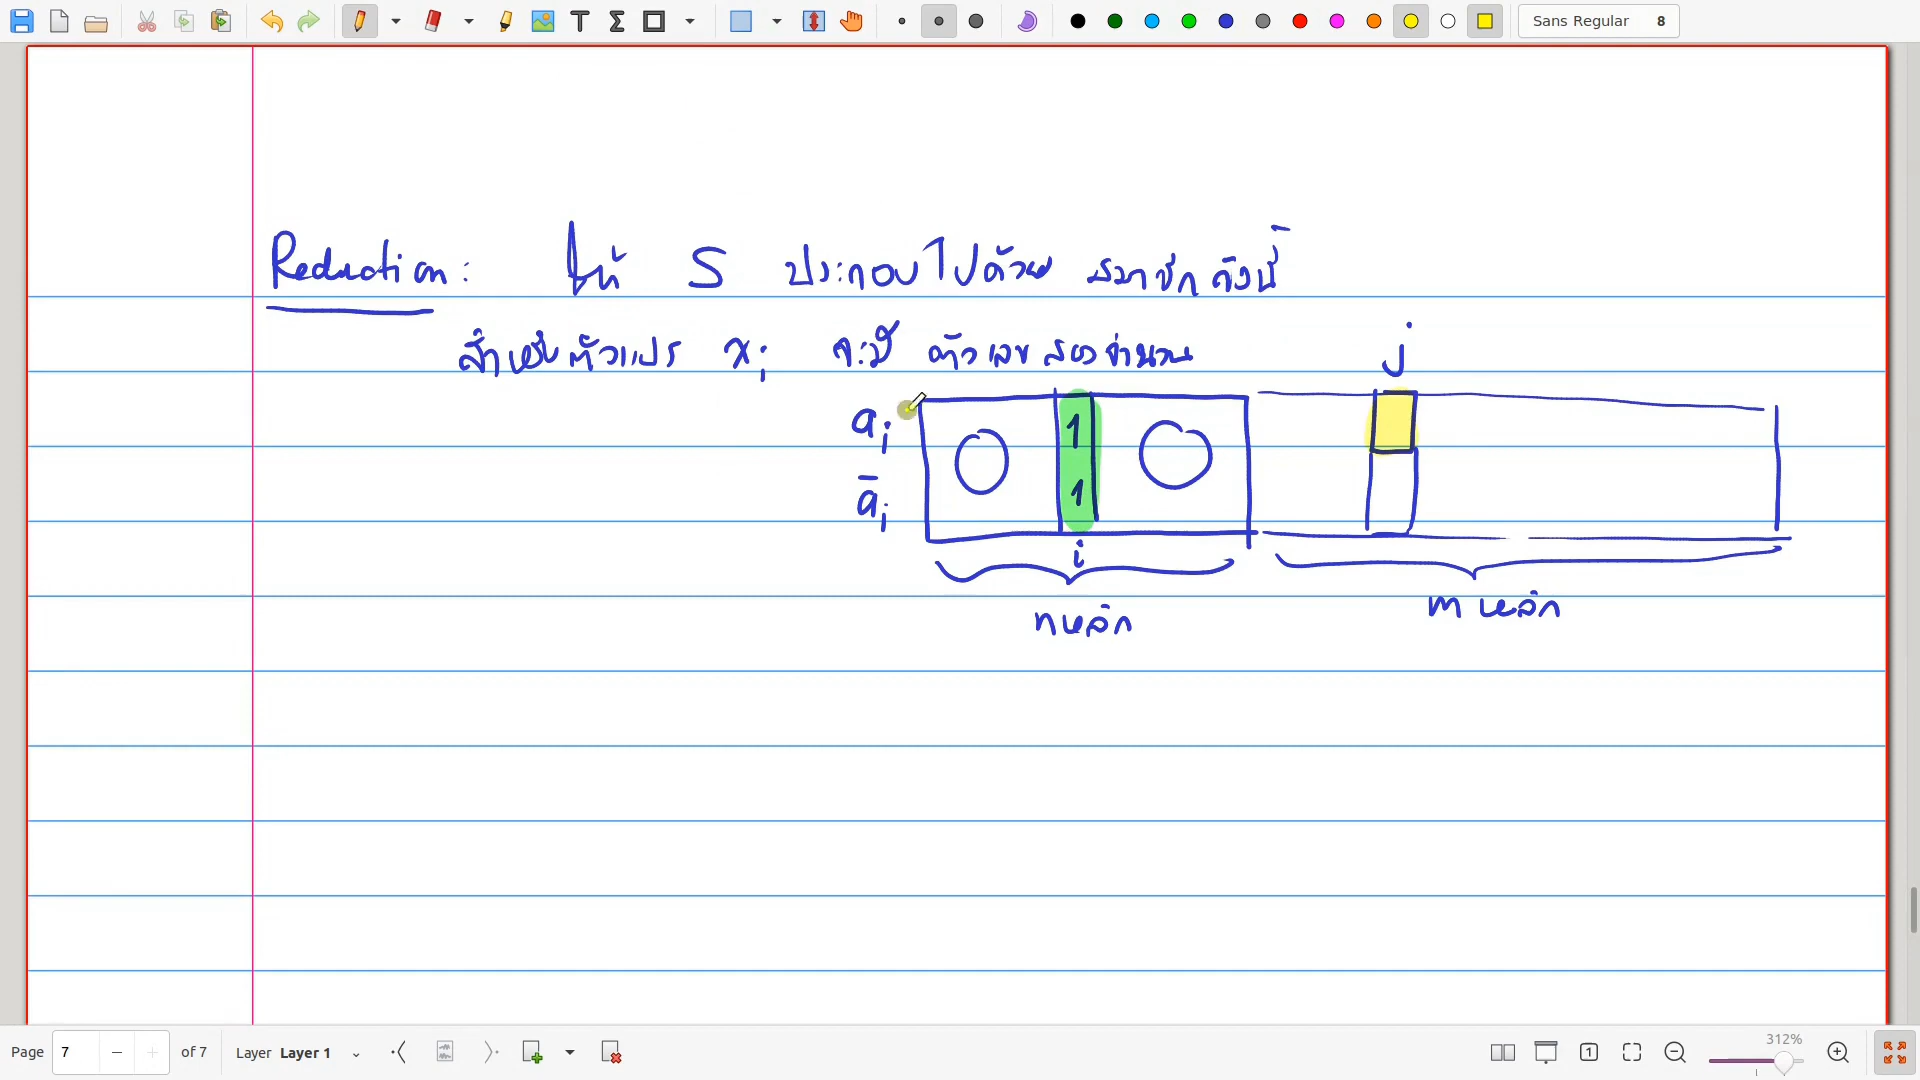 Sans Regular 8
Reduction: ให้ S ประกอบไปด้วย สมาชิกดังนี้
สำหรับตัวแปร xᵢ จะมี ตัวเลขสองจำนวน
j
aᵢ 1
āᵢ 1
i
n หลัก m หลัก
Page 7 of 7 Layer Layer 1 312%